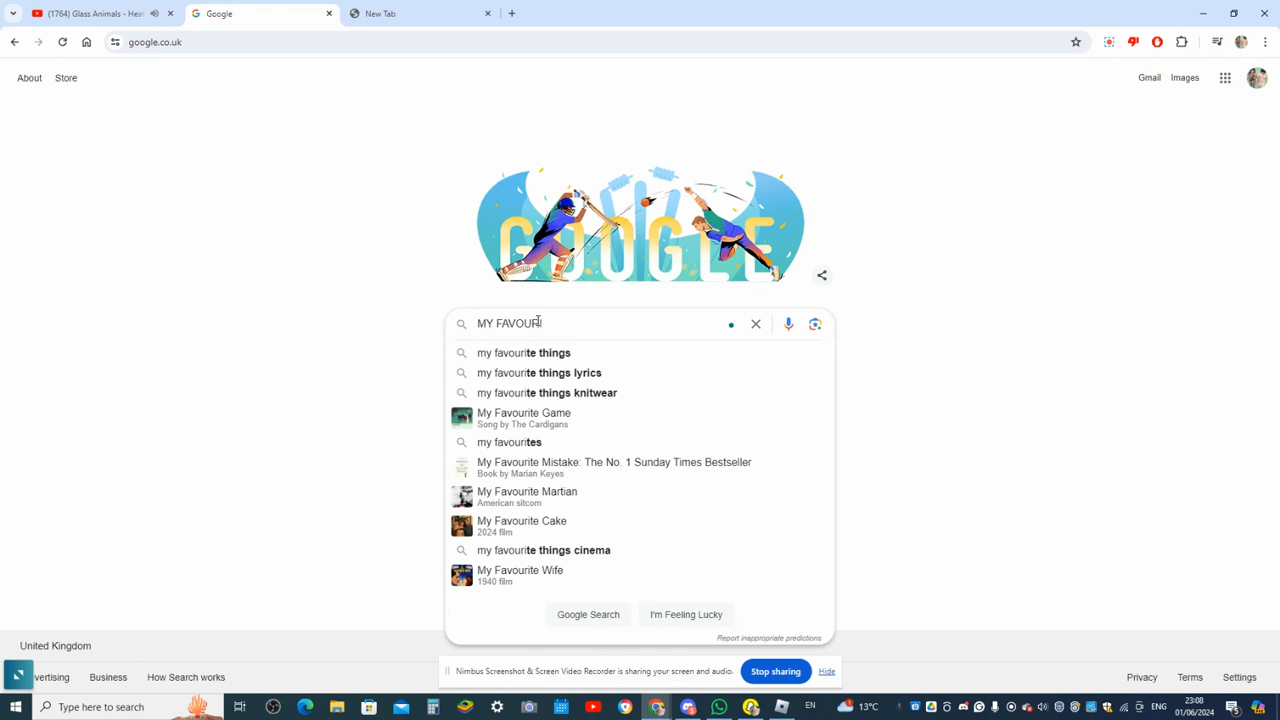 (1764) Glass Animals - Hea
Google
New Tab
google.co.uk
About
Store
Gmail
Images
GOOGLE
MY FAVOURI
my favourite things
my favourite things lyrics
my favourite things knitwear
My Favourite Game
Song by The Cardigans
my favourites
My Favourite Mistake: The No. 1 Sunday Times Bestseller
Book by Marian Keyes
My Favourite Martian
American sitcom
My Favourite Cake
2024 film
my favourite things cinema
My Favourite Wife
1940 film
Google Search
I'm Feeling Lucky
Report inappropriate predictions
United Kingdom
Nimbus Screenshot & Screen Video Recorder is sharing your screen and audio.
Stop sharing
Hide
vertising
Business
How Search works
Privacy
Terms
Settings
Type here to search
EN
13°C
ENG
23:08
01/06/2024
5